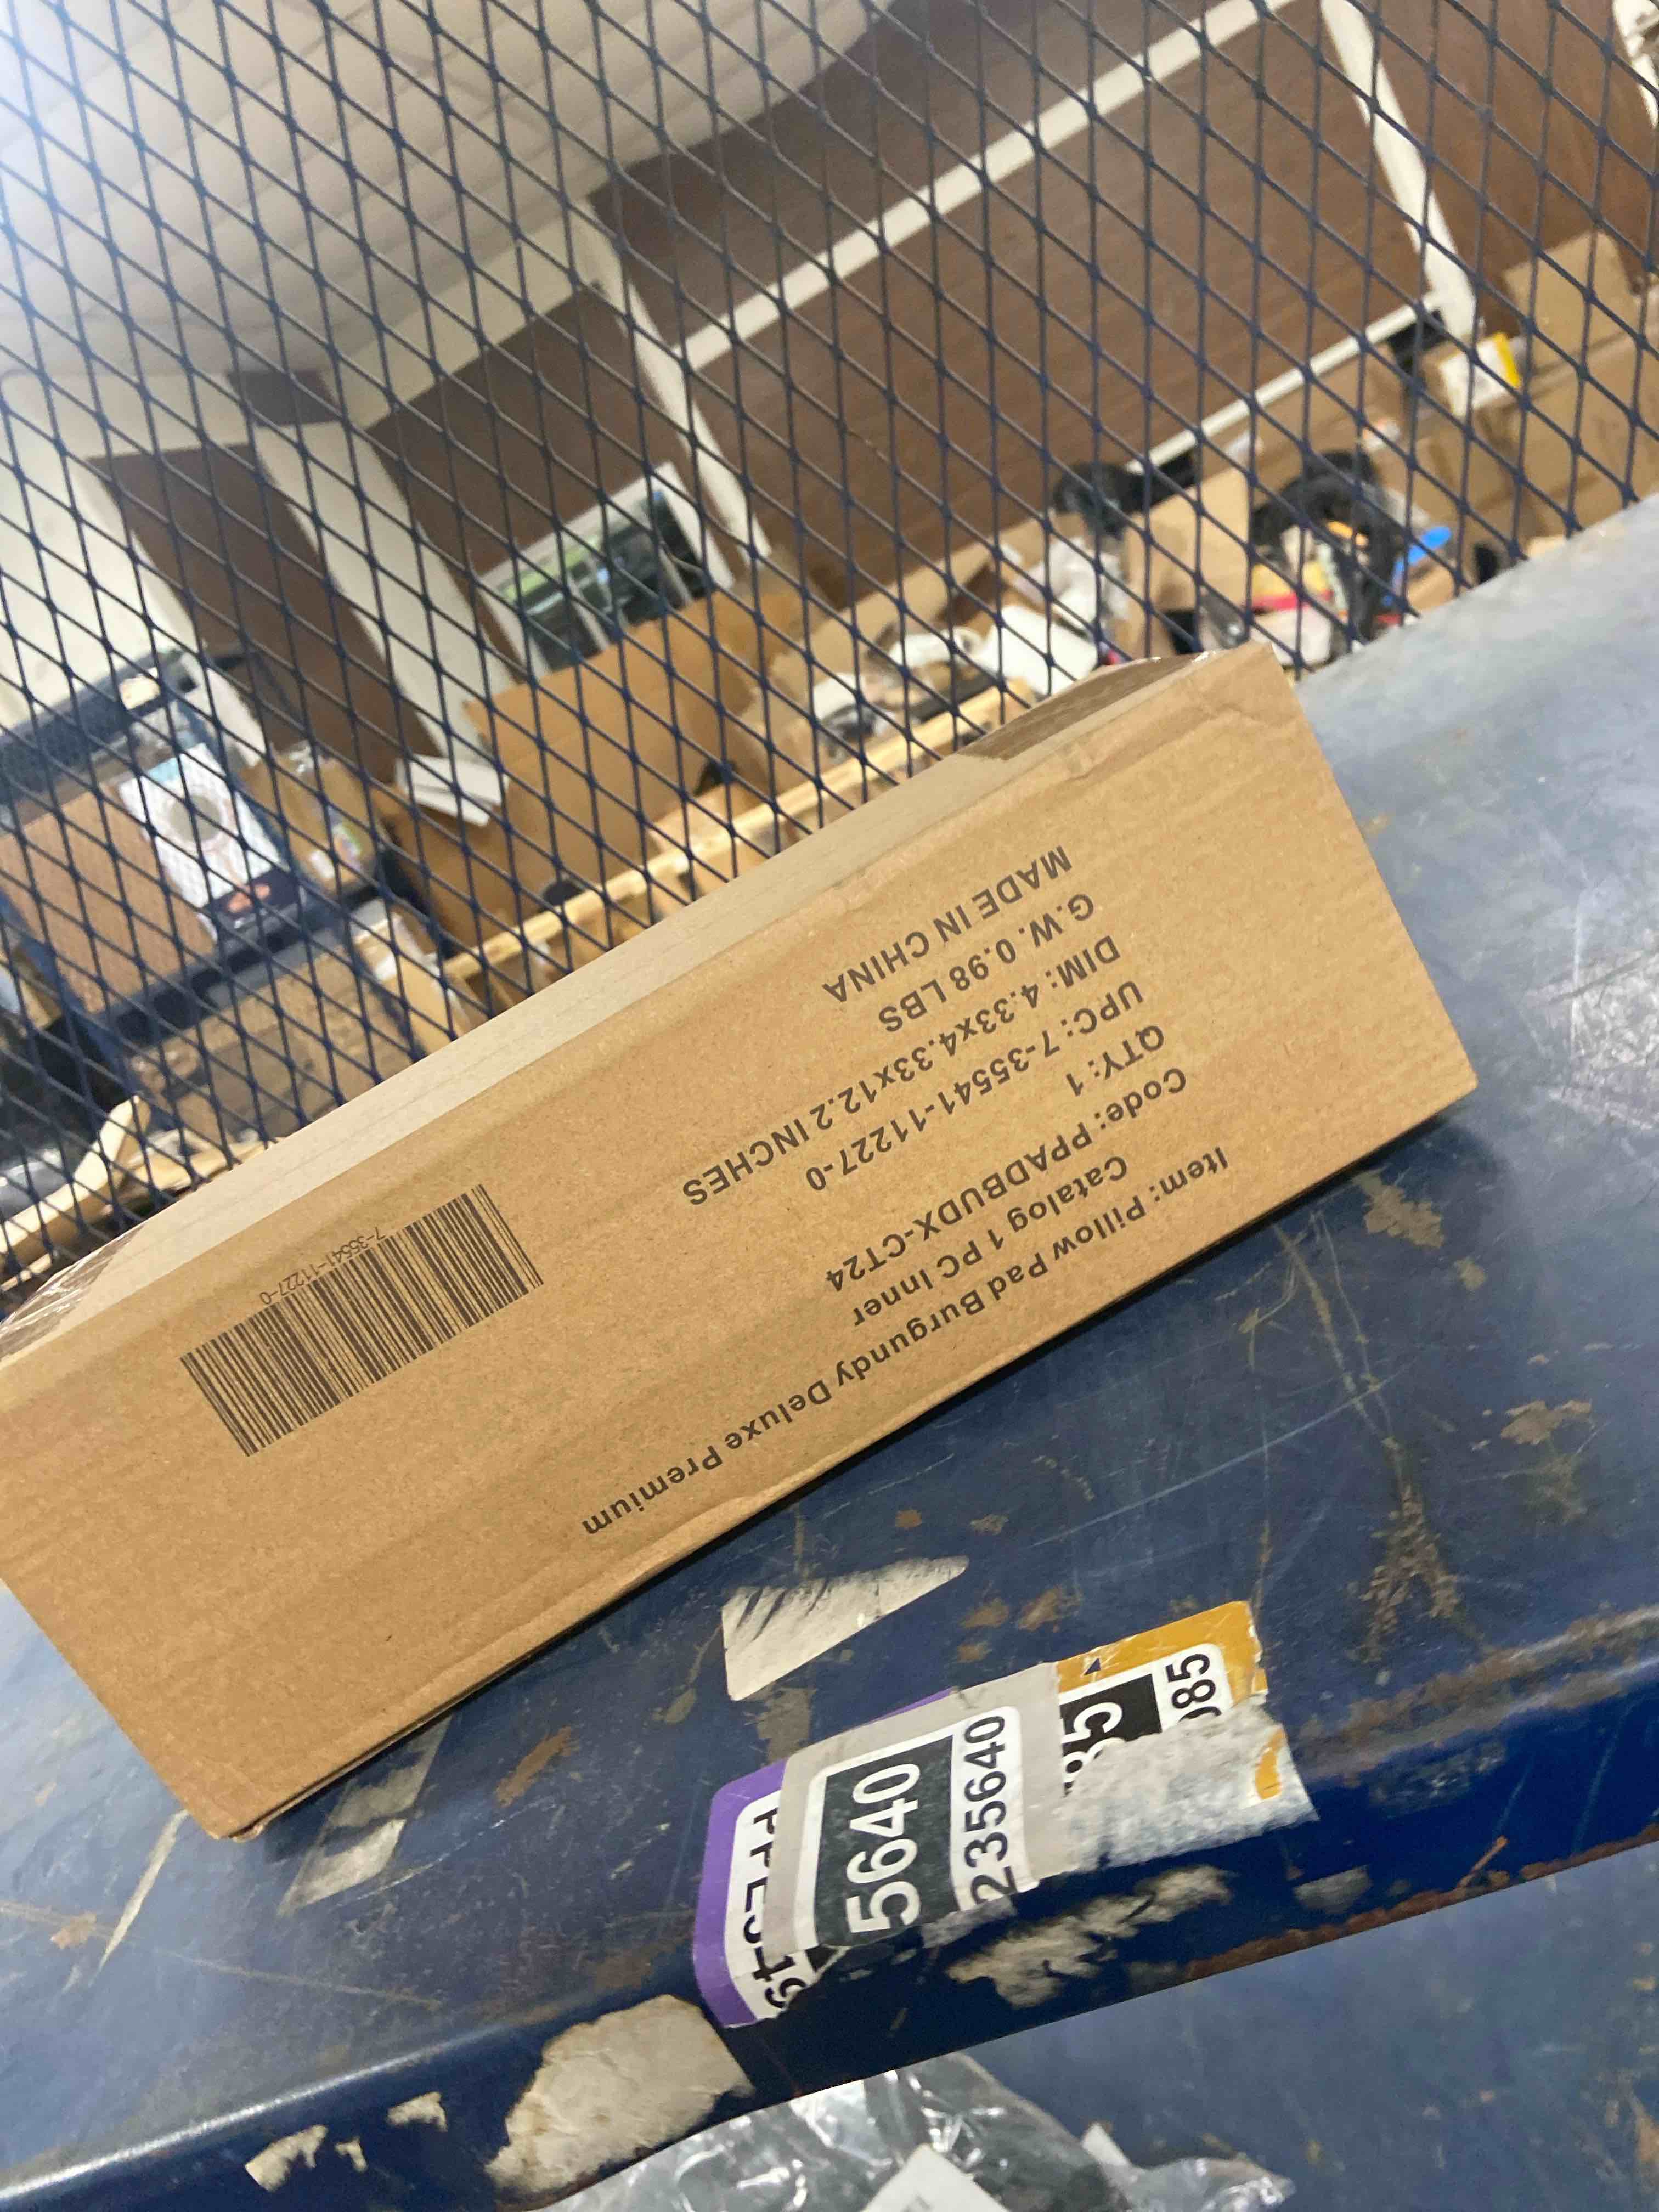 Item: Pillow Pad Burgundy Deluxe Premium
Catalog 1 PC Inner
Code: PPADBUDX-CT24
QTY: 1
UPC: 7-35541-11227-0
DIM: 4.33x4.33x12.2 INCHES
G.W. 0.98 LBS
MADE IN CHINA
7-35541-11227-0
5640
235640
085